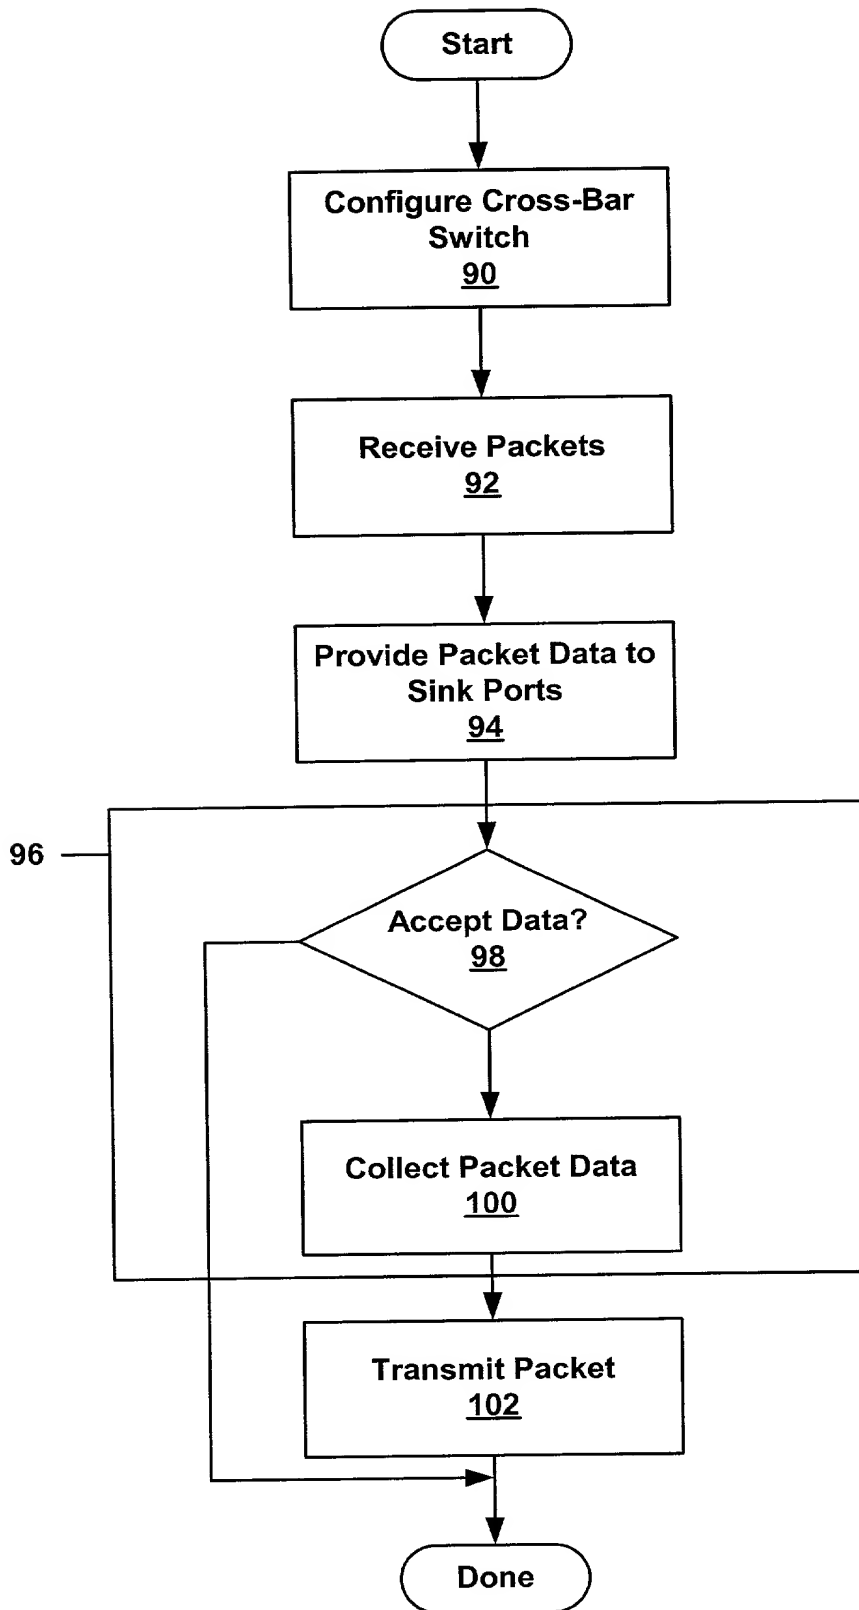 Start
Configure Cross-Bar
Switch
90
Receive Packets
92
Provide Packet Data to
Sink Ports
94
96
Accept Data?
98
Collect Packet Data
100
Transmit Packet
102
Done